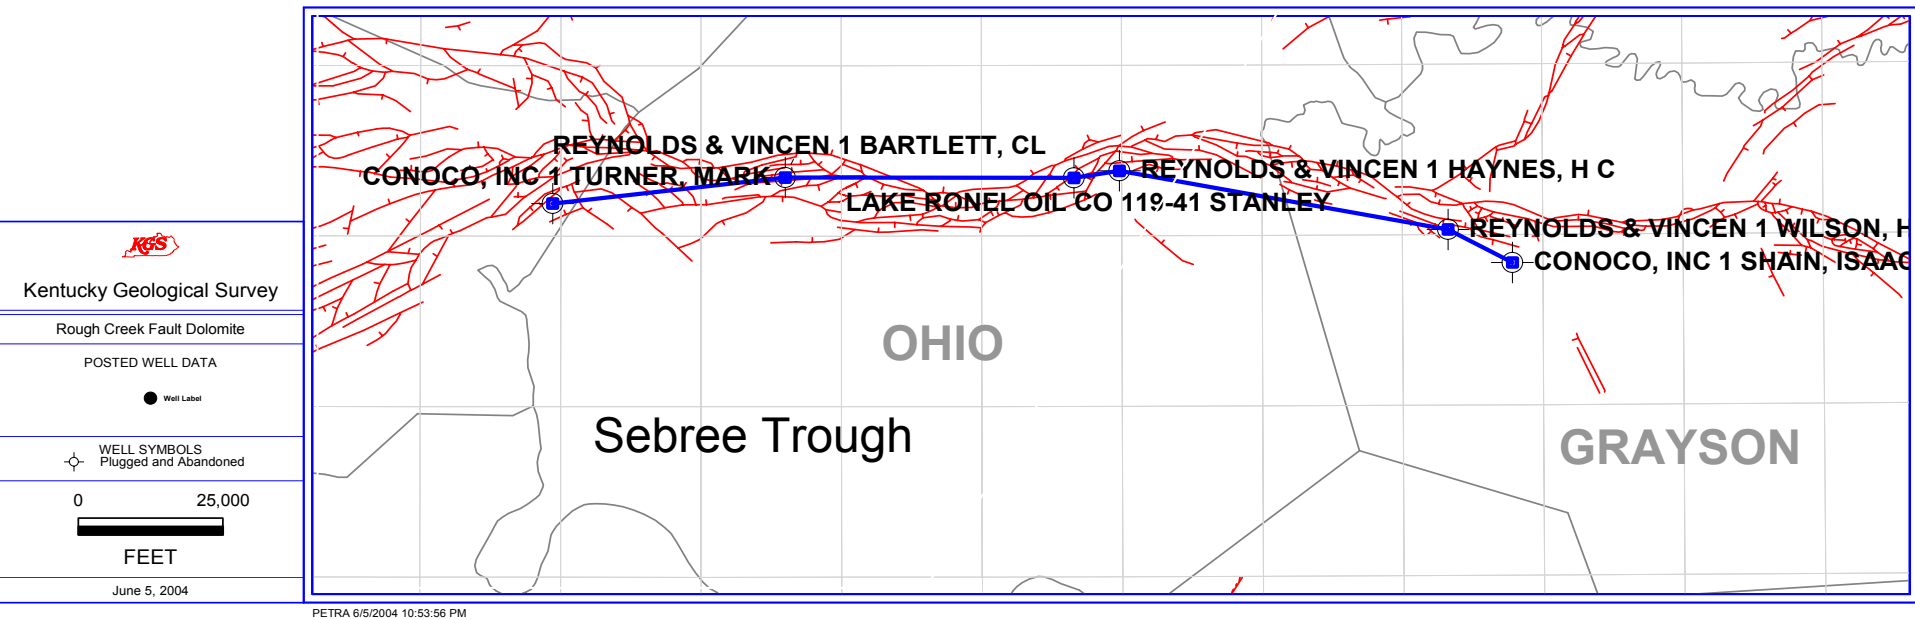 KGS
Kentucky Geological Survey
Rough Creek Fault Dolomite
POSTED WELL DATA
Well Label
WELL SYMBOLS
Plugged and Abandoned
0 25,000
FEET
June 5, 2004
REYNOLDS & VINCEN 1 BARTLETT, CL
CONOCO, INC 1 TURNER, MARK
REYNOLDS & VINCEN 1 HAYNES, H C
LAKE RONEL OIL CO 119-41 STANLEY
REYNOLDS & VINCEN 1 WILSON, H
CONOCO, INC 1 SHAIN, ISAAC
OHIO
Sebree Trough
GRAYSON
PETRA 6/5/2004 10:53:56 PM